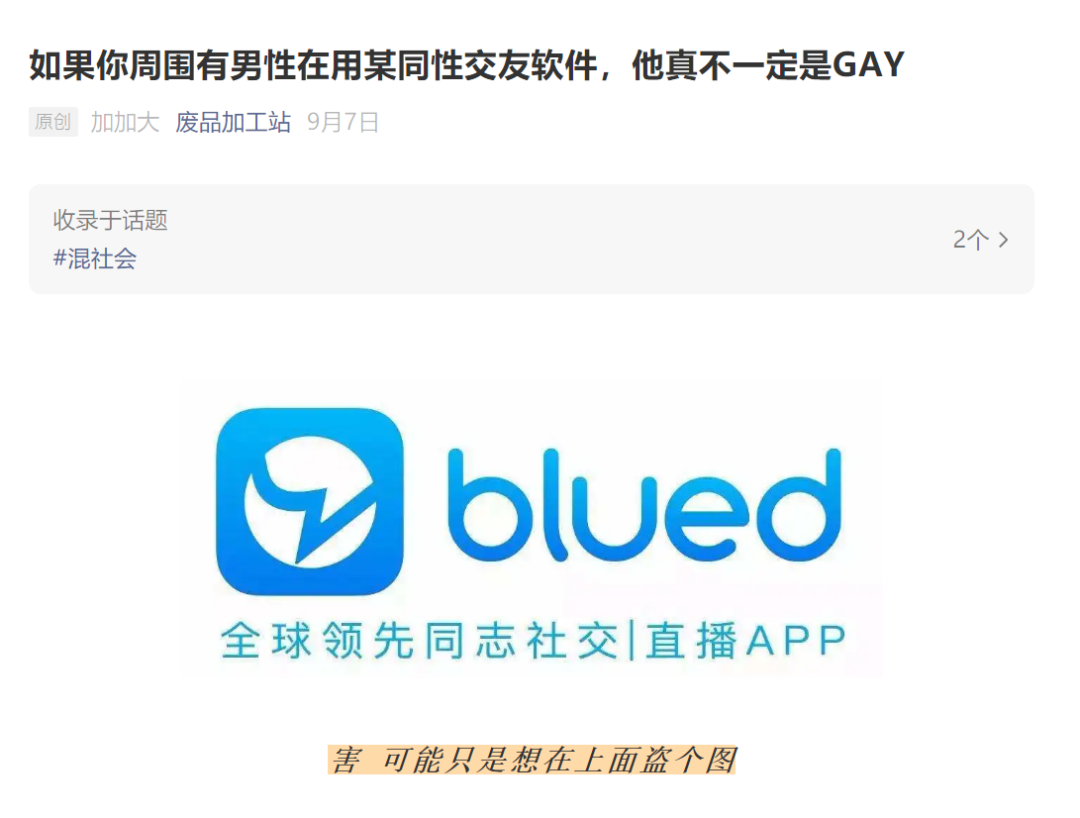 如果你周围有男性在用某同性交友软件，他真不一定是GAY
原创 加加大 废品加工站 9月7日
收录于话题
#混社会
2个
blued
全球领先同志社交|直播APP
害 可能只是想在上面盗个图